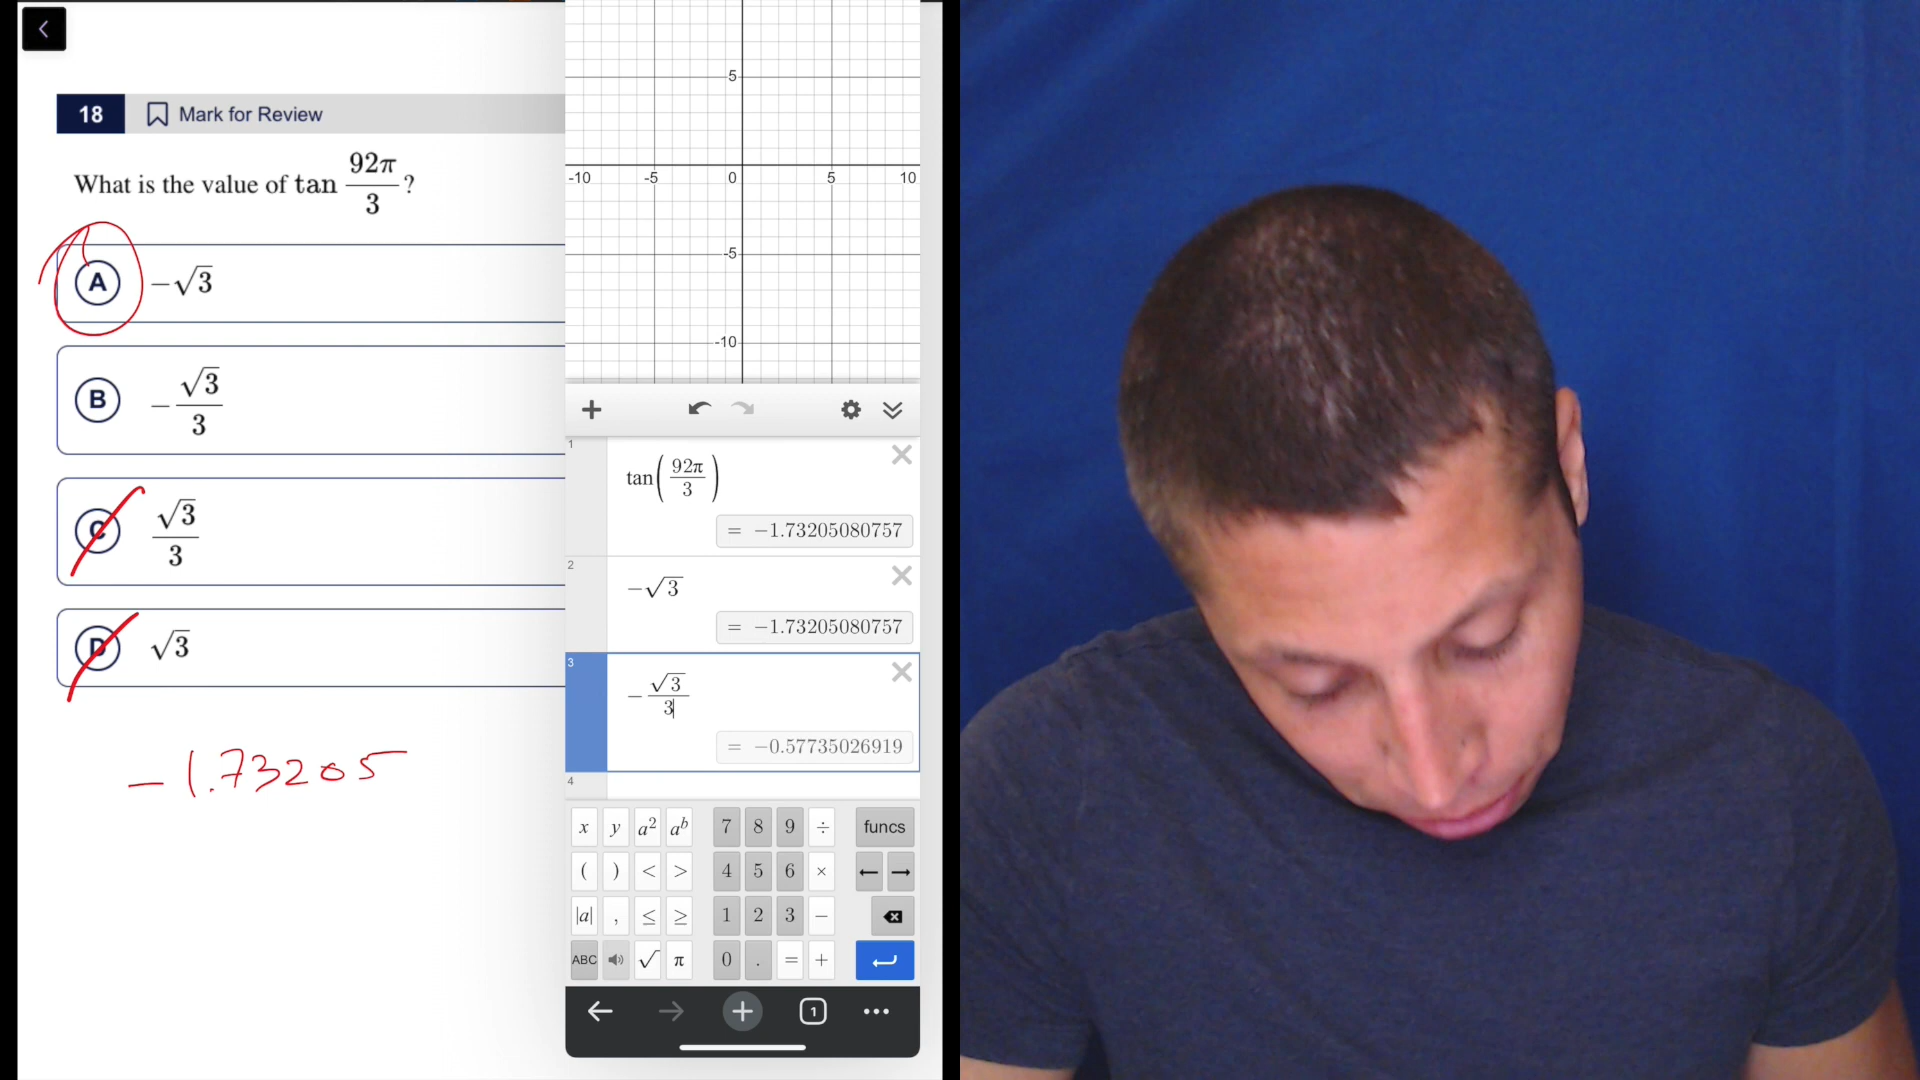 18 Mark for Review
What is the value of tan 92π/3?
A −√3
B −√3/3
C √3/3
D √3
−1.73205
5
-10 -5 0 5 10
-5
-10
1
tan(92π/3)
= −1.73205080757
2
−√3
= −1.73205080757
3
−√3/3
= −0.57735026919
4
x y a² aᵇ 7 8 9 ÷ funcs
( ) < > 4 5 6 × ← →
|a| , ≤ ≥ 1 2 3 −
ABC √ π 0 . = +
1